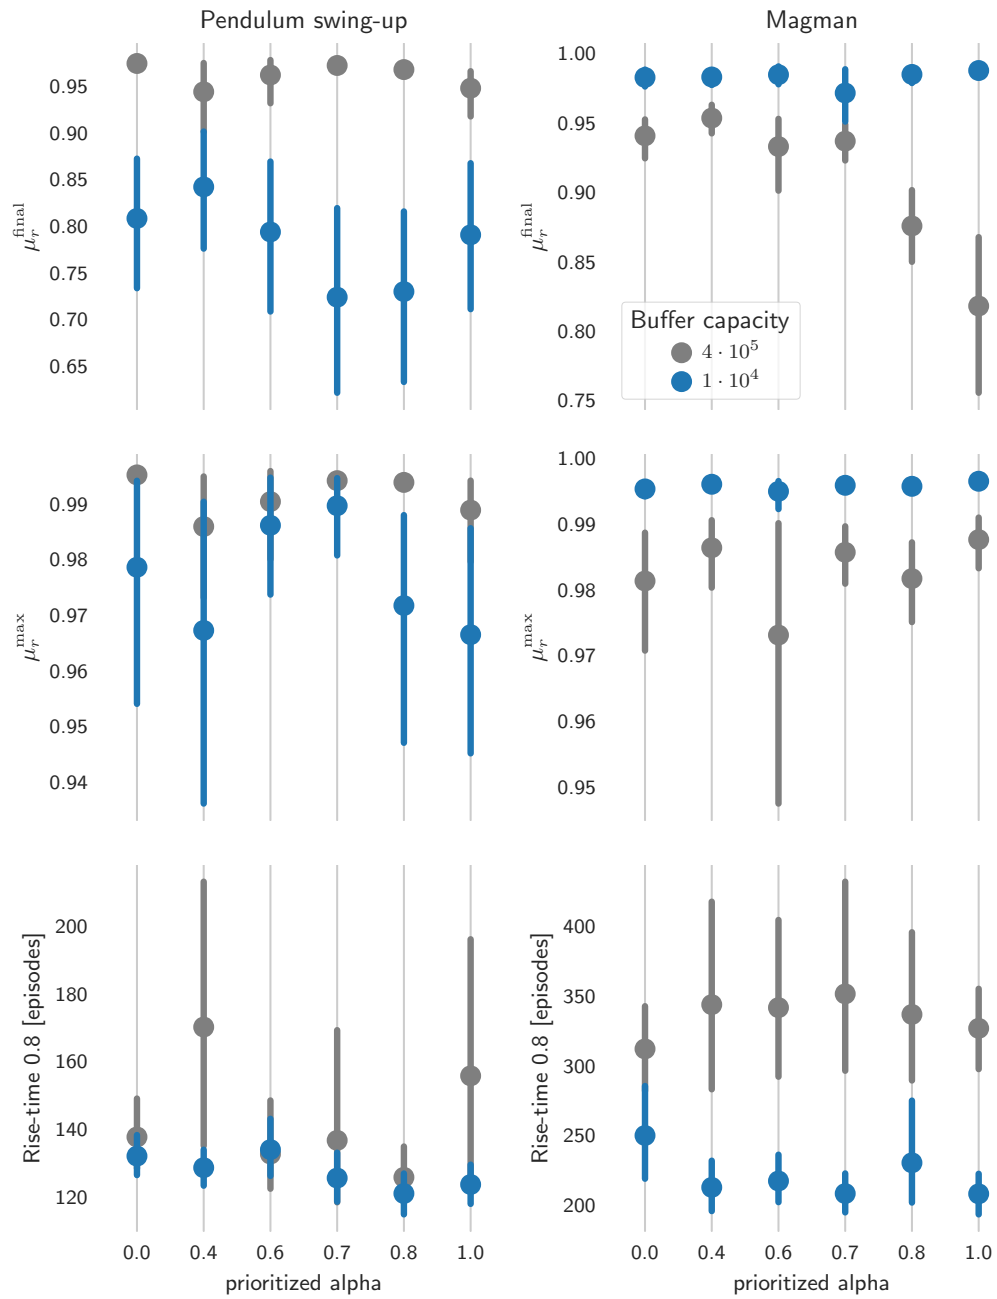 Pendulum swing-up
Magman
0.95
0.90
0.85
0.80
0.75
0.70
0.65
μ_r^final
1.00
0.95
0.90
0.85
0.80
0.75
μ_r^final
Buffer capacity
4 · 10⁵
1 · 10⁴
0.99
0.98
0.97
0.96
0.95
0.94
μ_r^max
1.00
0.99
0.98
0.97
0.96
0.95
μ_r^max
200
180
160
140
120
Rise-time 0.8 [episodes]
400
350
300
250
200
Rise-time 0.8 [episodes]
0.0 0.4 0.6 0.7 0.8 1.0
prioritized alpha
0.0 0.4 0.6 0.7 0.8 1.0
prioritized alpha